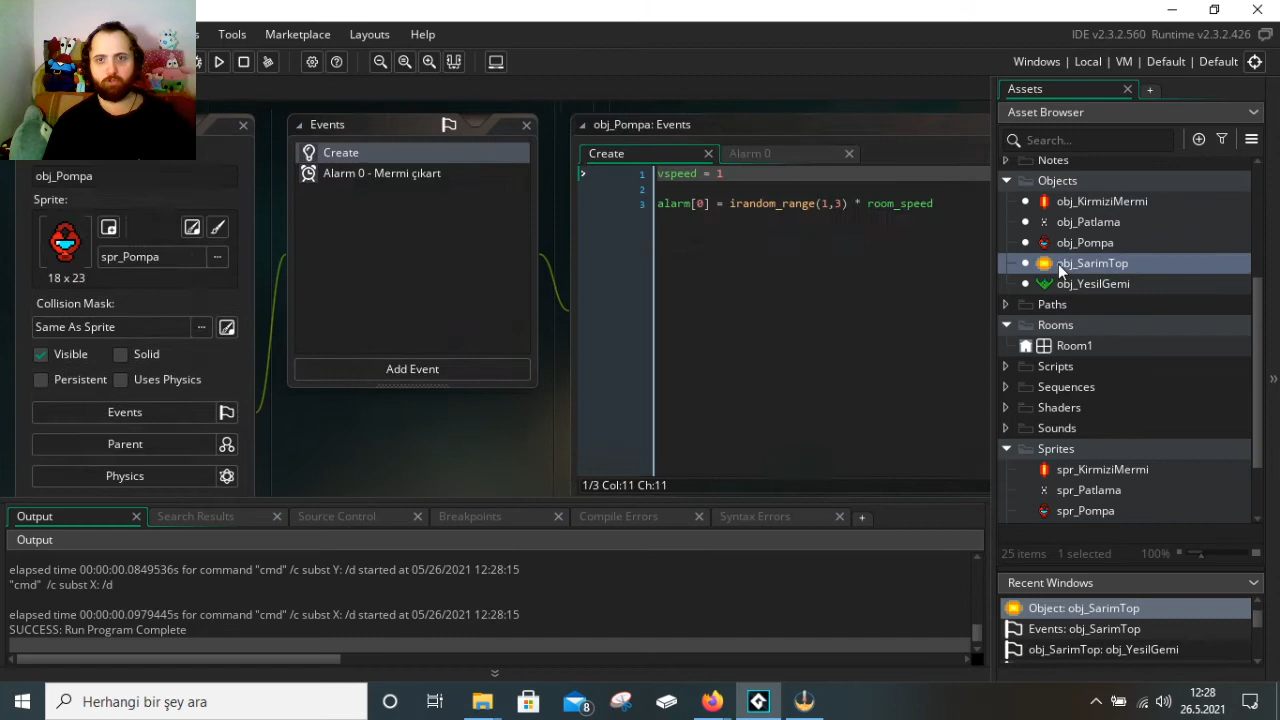 Tools Marketplace Layouts Help
IDE v2.3.2.560 Runtime v2.3.2.426
Windows | Local | VM | Default | Default
Assets
Asset Browser
Search...
Notes
Objects
obj_KirmiziMermi
obj_Patlama
obj_Pompa
obj_SarimTop
obj_YesilGemi
Paths
Rooms
Room1
Scripts
Sequences
Shaders
Sounds
Sprites
spr_KirmiziMermi
spr_Patlama
spr_Pompa
25 items 1 selected 100%
Recent Windows
Object: obj_SarimTop
Events: obj_SarimTop
obj_SarimTop: obj_YesilGemi
obj_Pompa
Sprite:
spr_Pompa
18 x 23
Collision Mask:
Same As Sprite
Visible Solid
Persistent Uses Physics
Events
Parent
Physics
Events
Create
Alarm 0 - Mermi çıkart
Add Event
obj_Pompa: Events
Create Alarm 0
1 vspeed = 1
2
3 alarm[0] = irandom_range(1,3) * room_speed
1/3 Col:11 Ch:11
Output Search Results Source Control Breakpoints Compile Errors Syntax Errors
Output
elapsed time 00:00:00.0849536s for command "cmd" /c subst Y: /d started at 05/26/2021 12:28:15
"cmd" /c subst X: /d
elapsed time 00:00:00.0979445s for command "cmd" /c subst X: /d started at 05/26/2021 12:28:15
SUCCESS: Run Program Complete
Herhangi bir şey ara
8
12:28
26.5.2021